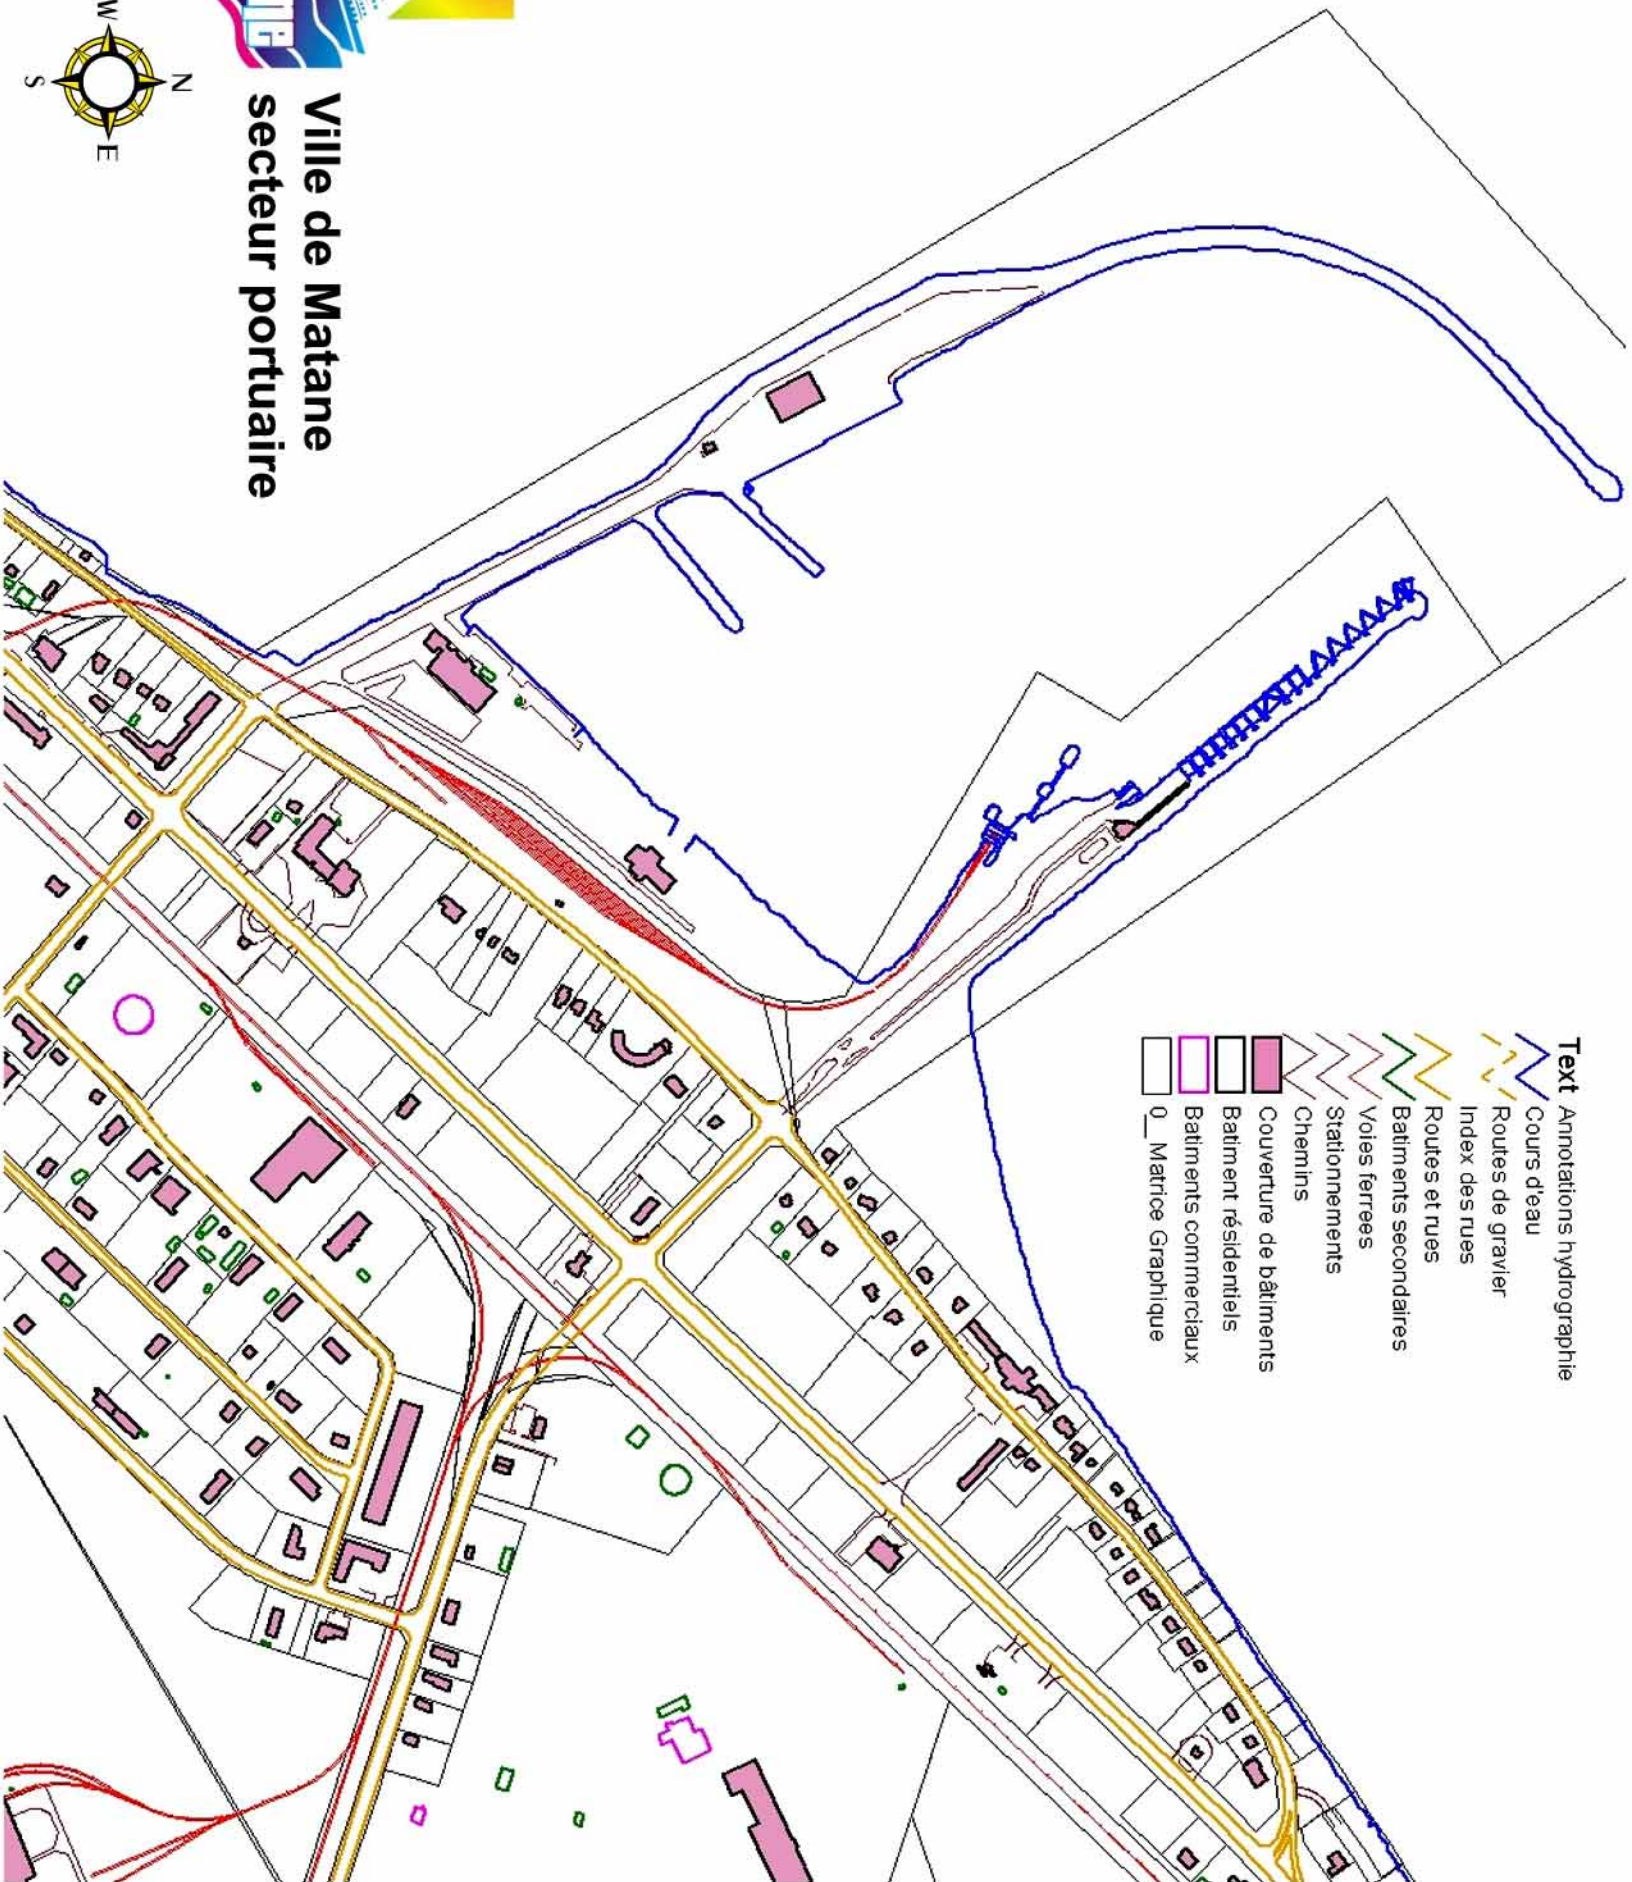 N
W
E
S
Ville de Matane
secteur portuaire
Text Annotations hydrographie
Cours d'eau
Routes de gravier
Index des rues
Routes et rues
Batiments secondaires
Voies ferrees
Stationnements
Chemins
Couverture de bâtiments
Batiment résidentiels
Batiments commerciaux
0_ Matrice Graphique